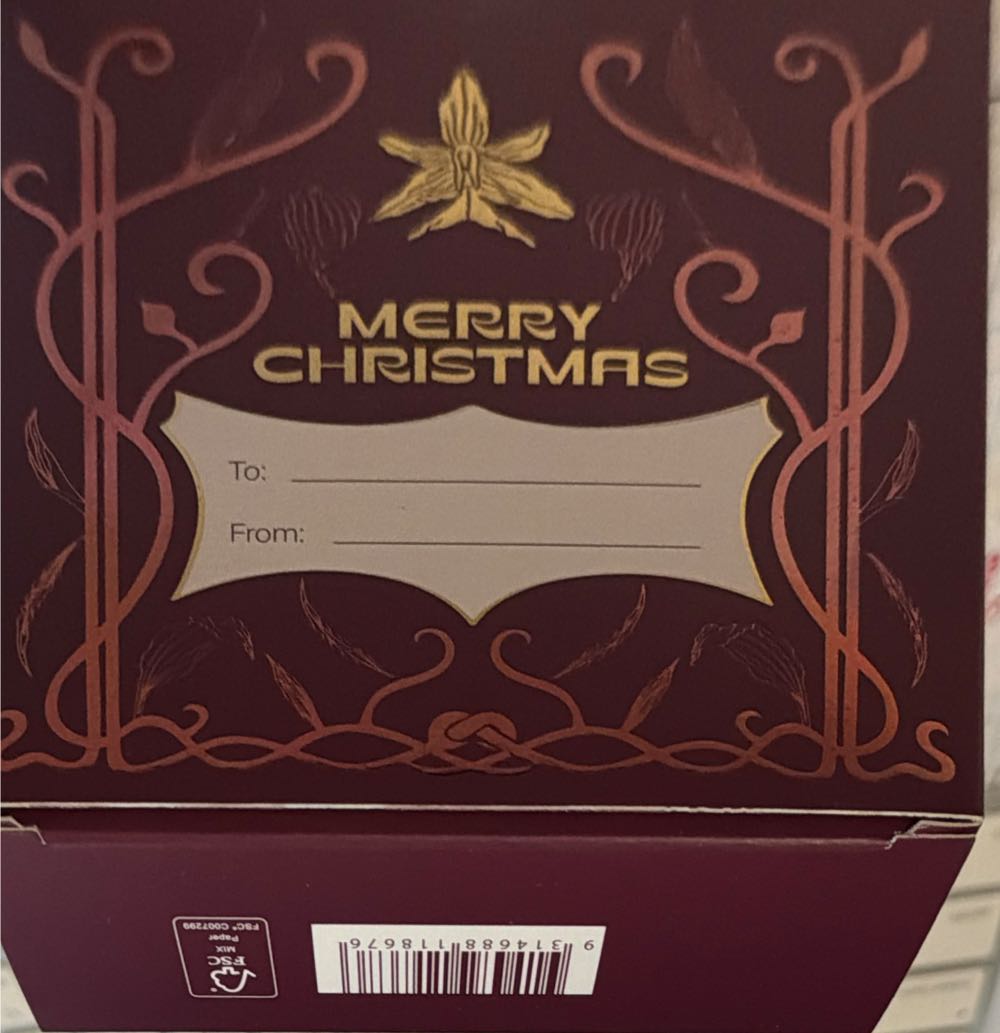 MERRY
CHRISTMAS
To:
From:
FSC
MIX
Paper
FSC® C007299
9 314688 118676